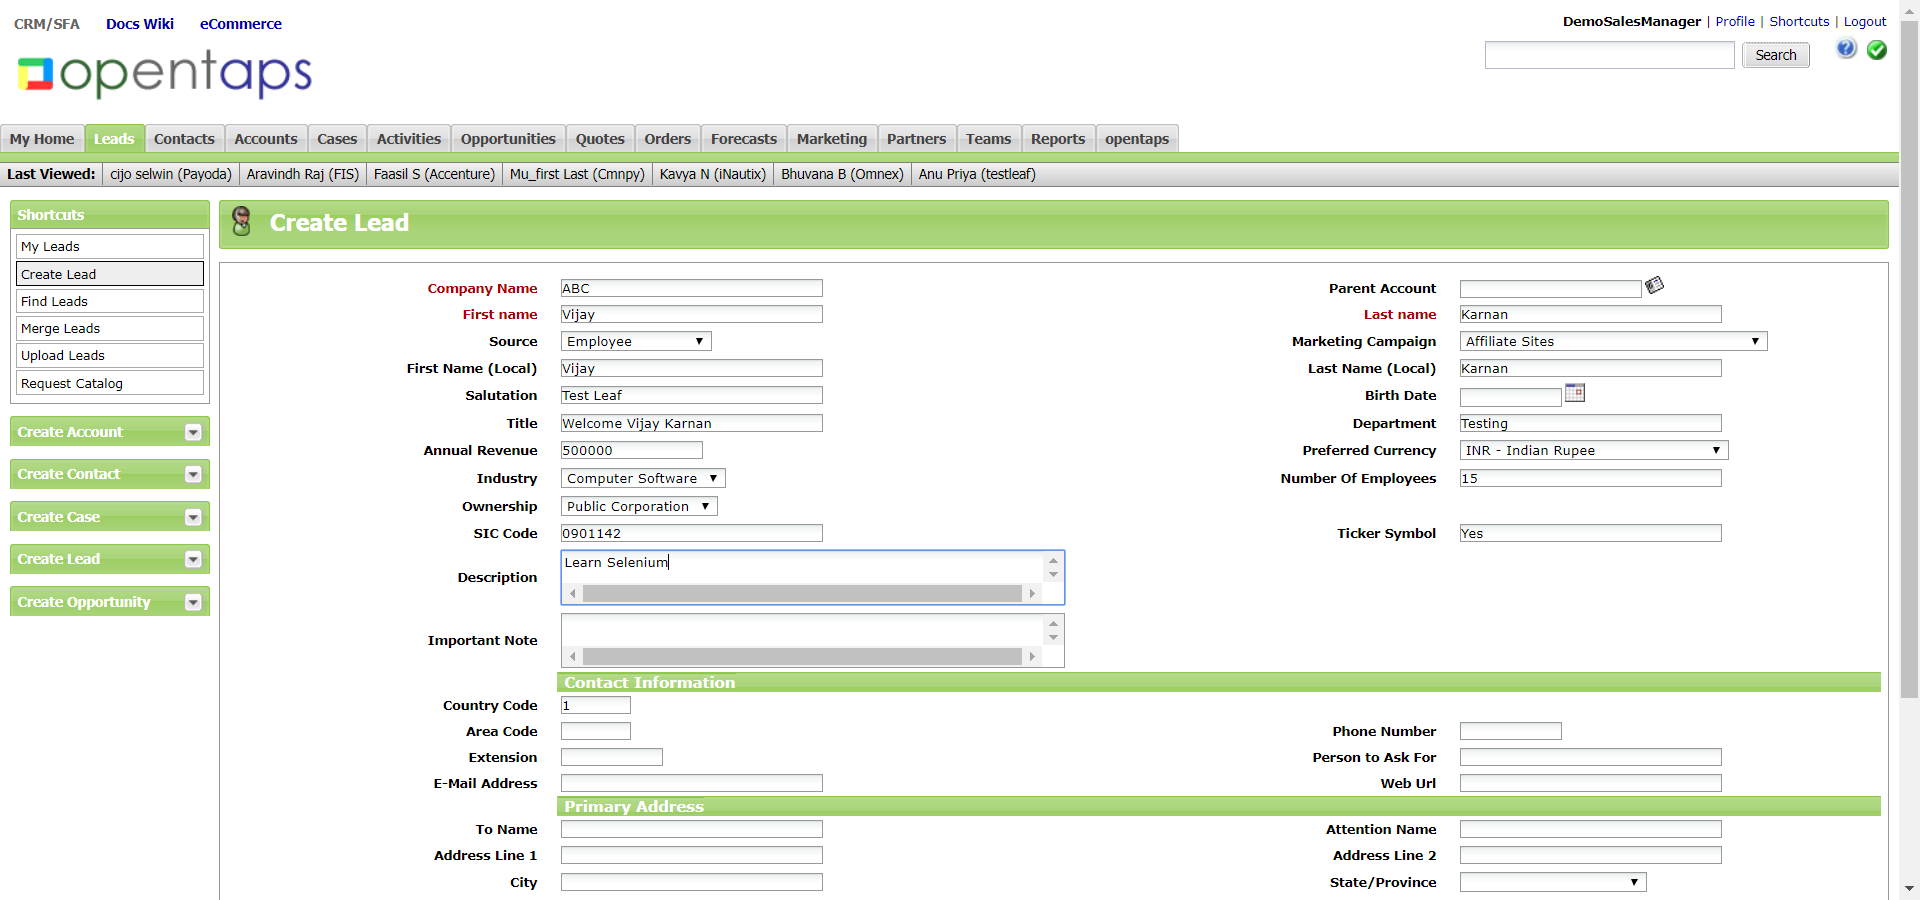 CRM/SFA Docs Wiki eCommerce
DemoSalesManager | Profile | Shortcuts | Logout
opentaps
Search
My Home Leads Contacts Accounts Cases Activities Opportunities Quotes Orders Forecasts Marketing Partners Teams Reports opentaps
Last Viewed: cijo selwin (Payoda) Aravindh Raj (FIS) Faasil S (Accenture) Mu_first Last (Cmnpy) Kavya N (iNautix) Bhuvana B (Omnex) Anu Priya (testleaf)
Shortcuts
My Leads
Create Lead
Find Leads
Merge Leads
Upload Leads
Request Catalog
Create Account
Create Contact
Create Case
Create Lead
Create Opportunity
Create Lead
Company Name ABC Parent Account
First name Vijay Last name Karnan
Source Employee Marketing Campaign Affiliate Sites
First Name (Local) Vijay Last Name (Local) Karnan
Salutation Test Leaf Birth Date
Title Welcome Vijay Karnan Department Testing
Annual Revenue 500000 Preferred Currency INR - Indian Rupee
Industry Computer Software Number Of Employees 15
Ownership Public Corporation
SIC Code 0901142 Ticker Symbol Yes
Description Learn Selenium
Important Note
Contact Information
Country Code 1
Area Code Phone Number
Extension Person to Ask For
E-Mail Address Web Url
Primary Address
To Name Attention Name
Address Line 1 Address Line 2
City State/Province